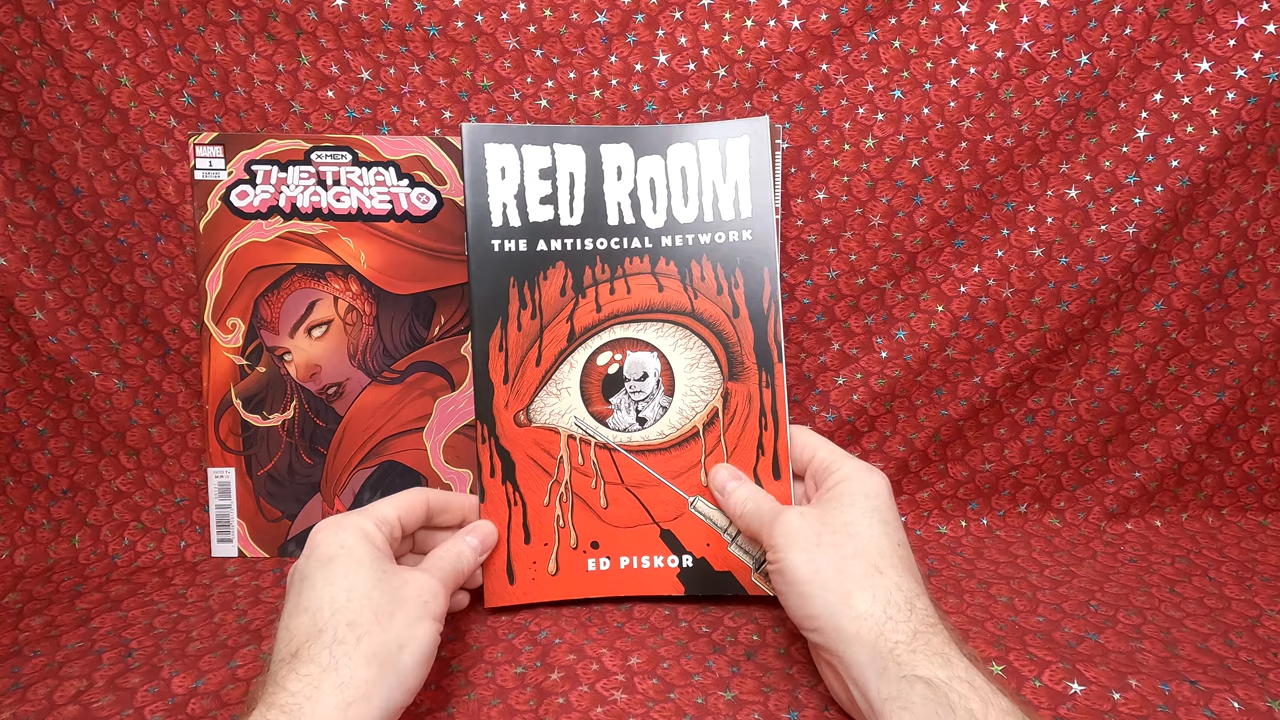 MARVEL
1
VARIANT
EDITION
X-MEN
THE TRIAL
OF MAGNETO
RED ROOM
THE ANTISOCIAL NETWORK
ED PISKOR